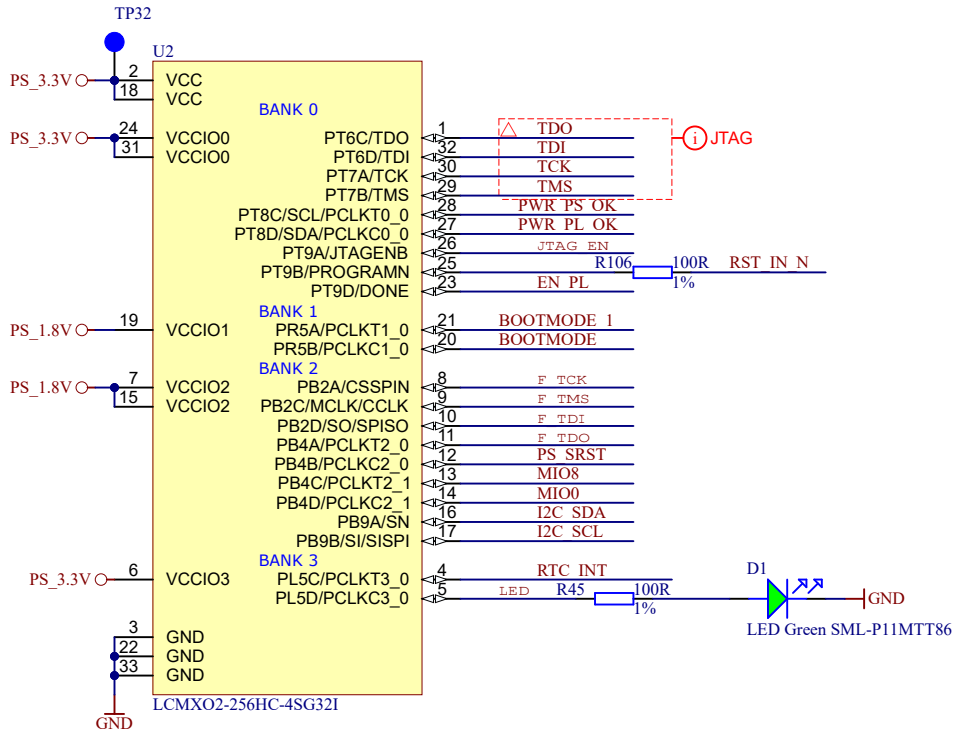 TP32
U2
PS_3.3V 2 VCC
18 VCC
BANK 0
PS_3.3V 24 VCCIO0
31 VCCIO0
PT6C/TDO 1 TDO
PT6D/TDI 32 TDI
JTAG
PT7A/TCK 30 TCK
PT7B/TMS 29 TMS
PT8C/SCL/PCLKT0_0 28 PWR_PS_OK
PT8D/SDA/PCLKC0_0 27 PWR_PL_OK
PT9A/JTAGENB 26 JTAG_EN
PT9B/PROGRAMN 25 R106 100R 1% RST_IN_N
PT9D/DONE 23 EN_PL
BANK 1
PS_1.8V 19 VCCIO1
PR5A/PCLKT1_0 21 BOOTMODE_1
PR5B/PCLKC1_0 20 BOOTMODE
BANK 2
PS_1.8V 7 VCCIO2
15 VCCIO2
PB2A/CSSPIN 8 F_TCK
PB2C/MCLK/CCLK 9 F_TMS
PB2D/SO/SPISO 10 F_TDI
PB4A/PCLKT2_0 11 F_TDO
PB4B/PCLKC2_0 12 PS_SRST
PB4C/PCLKT2_1 13 MIO8
PB4D/PCLKC2_1 14 MIO0
PB9A/SN 16 I2C_SDA
PB9B/SI/SISPI 17 I2C_SCL
BANK 3
PS_3.3V 6 VCCIO3
PL5C/PCLKT3_0 4 RTC_INT
PL5D/PCLKC3_0 5 LED R45 100R 1%
D1
GND
LED Green SML-P11MTT86
3 GND
22 GND
33 GND
LCMXO2-256HC-4SG32I
GND